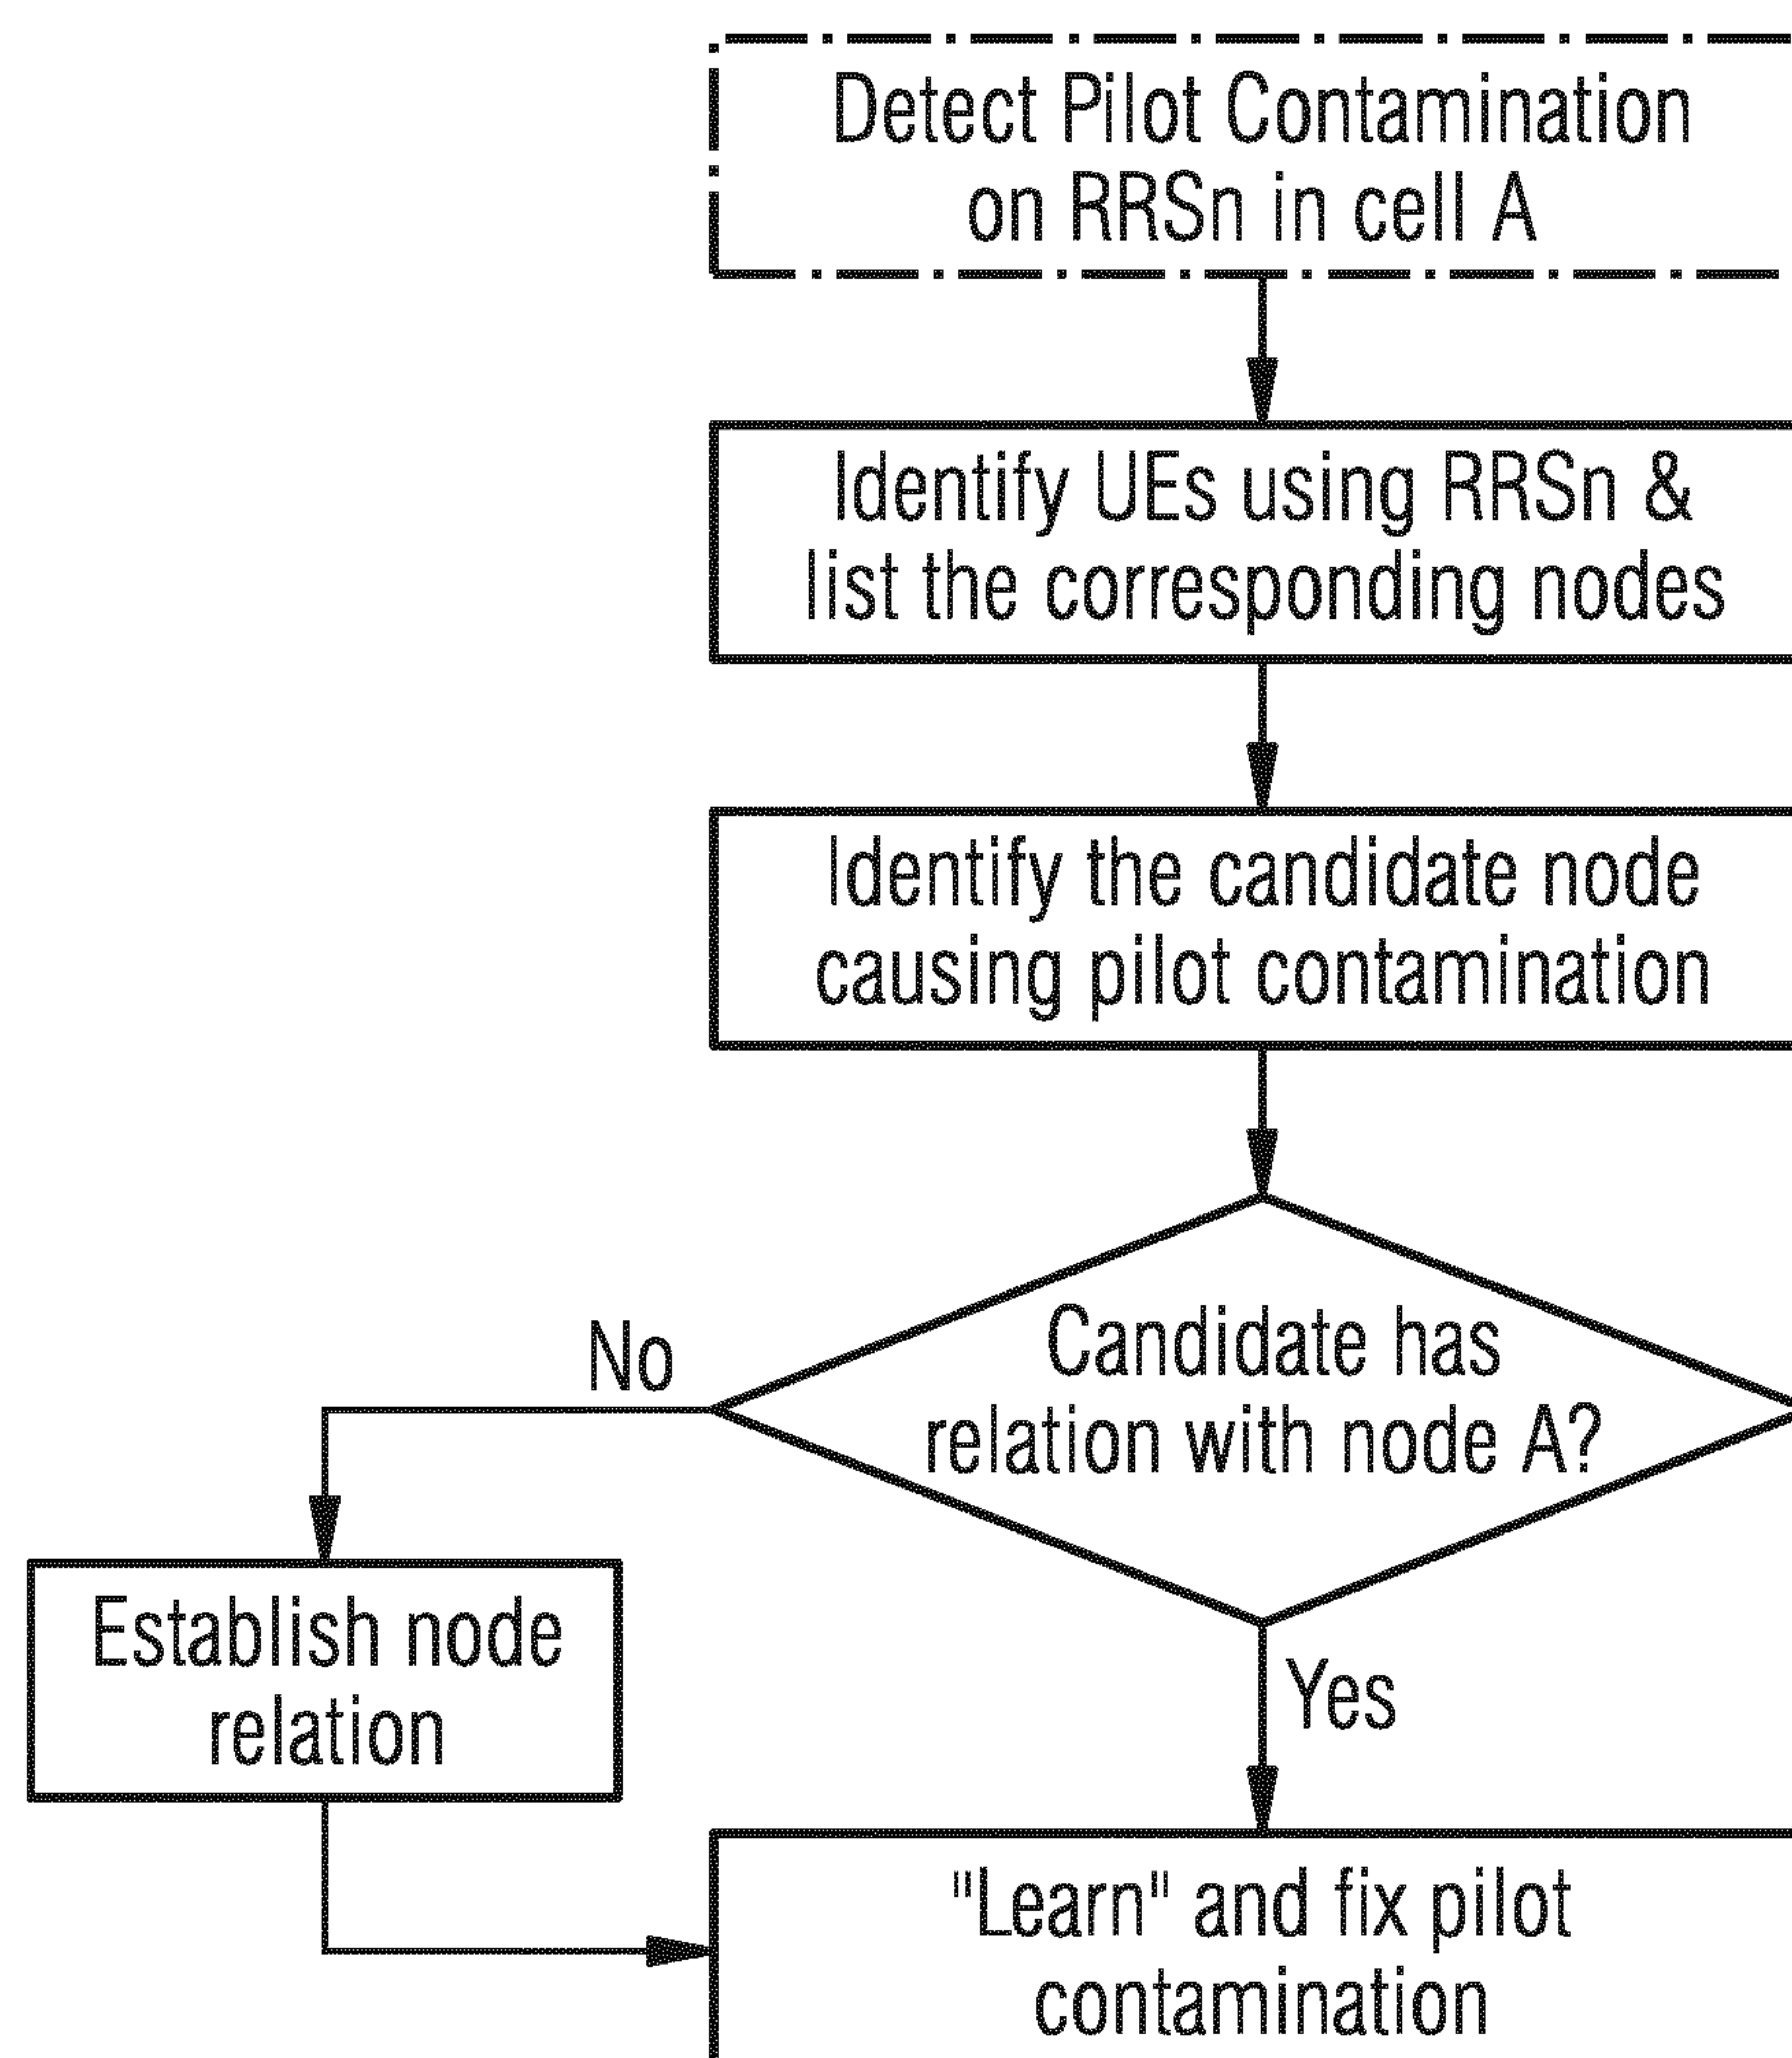 Detect Pilot Contamination
on RRSn in cell A
Identify UEs using RRSn &
list the corresponding nodes
Identify the candidate node
causing pilot contamination
Candidate has
relation with node A?
No
Establish node
relation
Yes
"Learn" and fix pilot
contamination